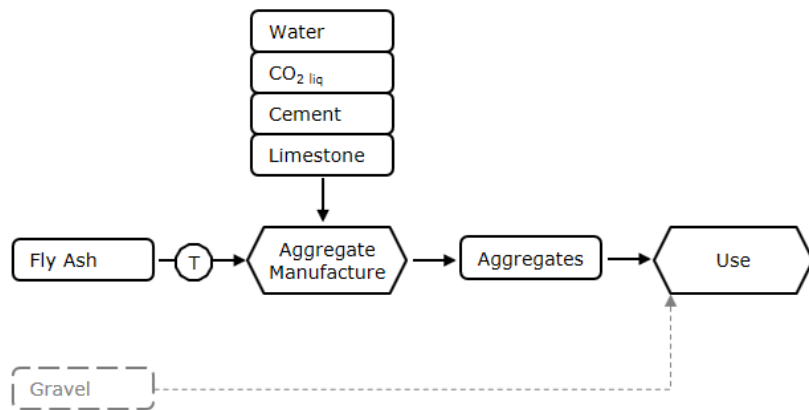 Water
CO₂ liq
Cement
Limestone
Fly Ash
T
Aggregate
Manufacture
Aggregates
Use
Gravel